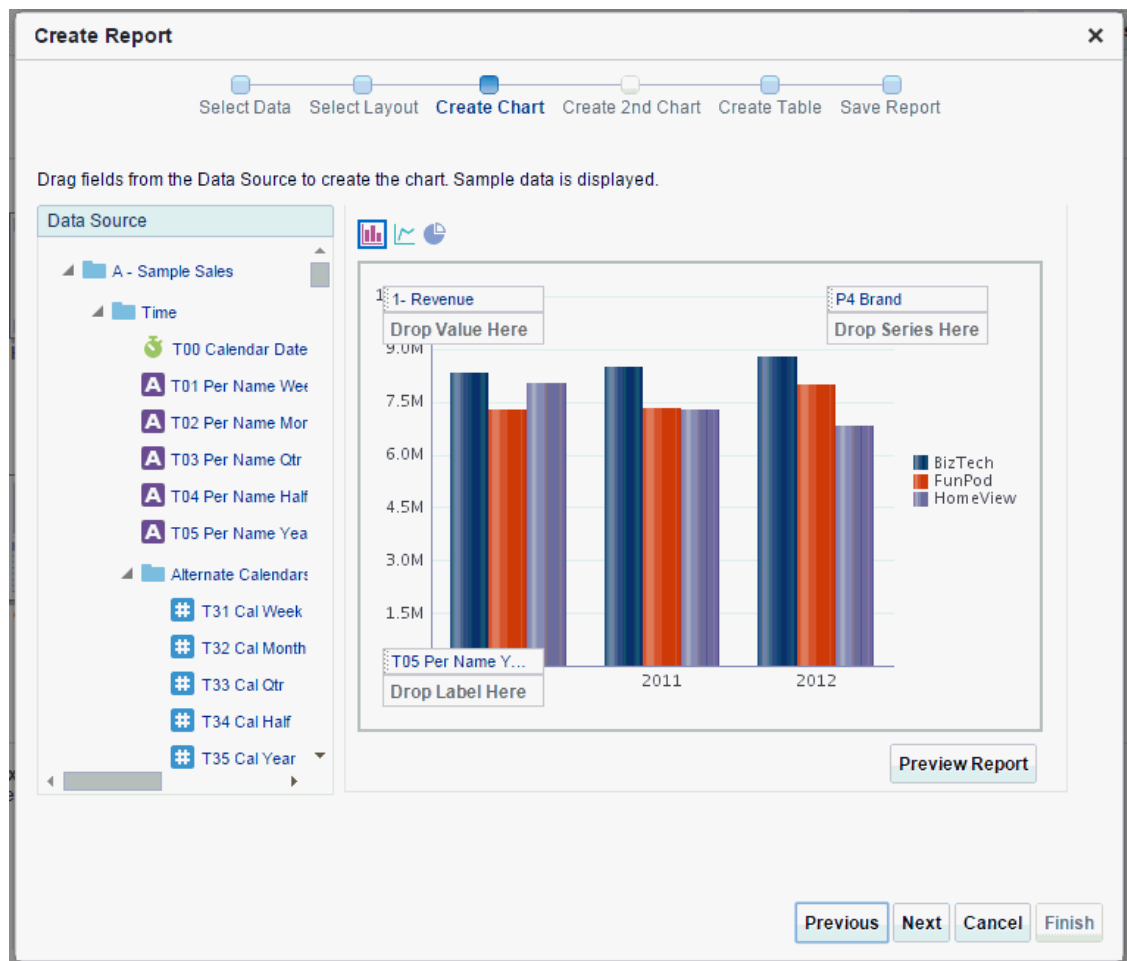 Create Report
Select Data Select Layout Create Chart Create 2nd Chart Create Table Save Report
Drag fields from the Data Source to create the chart. Sample data is displayed.
Data Source
A - Sample Sales
Time
T00 Calendar Date
T01 Per Name Wee
T02 Per Name Mor
T03 Per Name Qtr
T04 Per Name Half
T05 Per Name Yea
Alternate Calendars
T31 Cal Week
T32 Cal Month
T33 Cal Qtr
T34 Cal Half
T35 Cal Year
1- Revenue
Drop Value Here
P4 Brand
Drop Series Here
9.0M
7.5M
6.0M
4.5M
3.0M
1.5M
BizTech
FunPod
HomeView
T05 Per Name Y...
Drop Label Here
2011 2012
Preview Report
Previous Next Cancel Finish